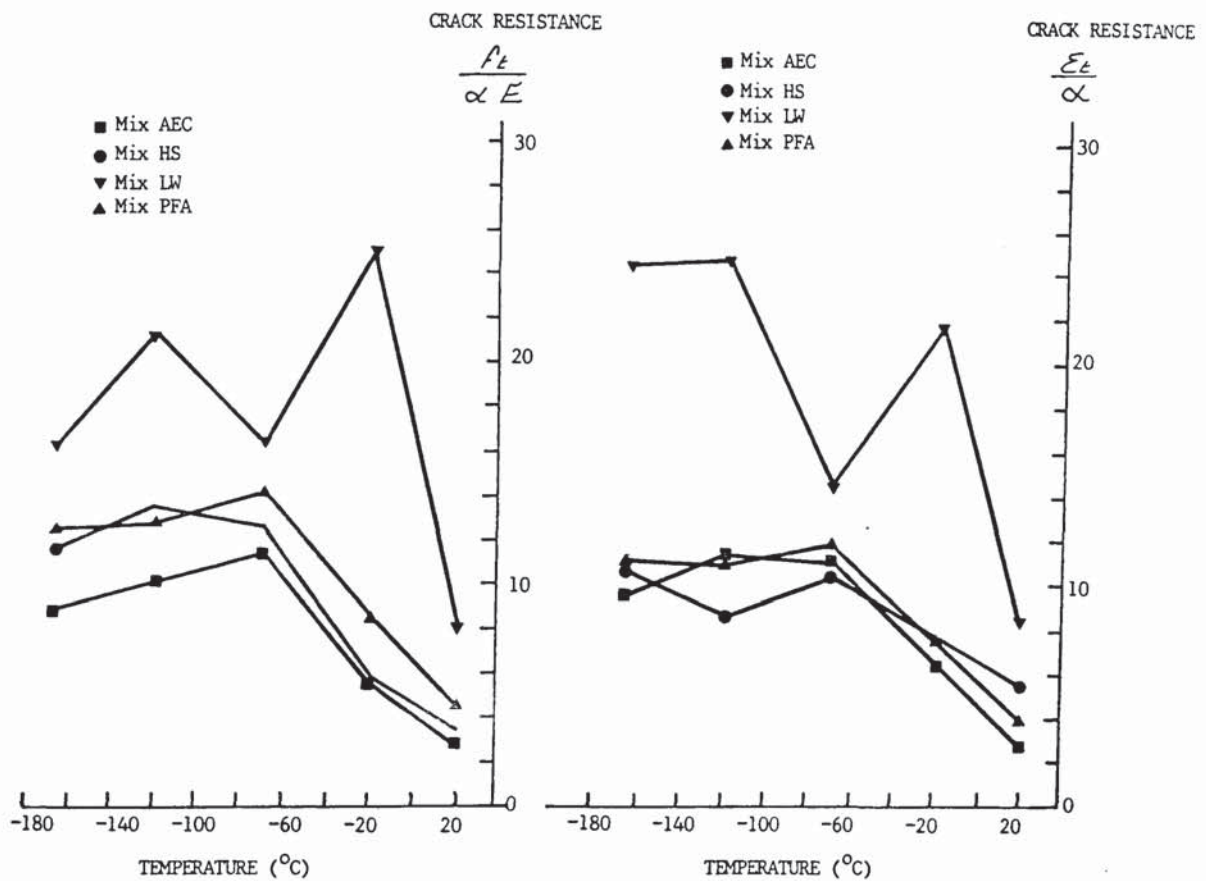 CRACK RESISTANCE
ft
α E
■ Mix AEC
● Mix HS
▼ Mix LW
▲ Mix PFA
30
20
10
0
-180 -140 -100 -60 -20 20
TEMPERATURE (°C)
CRACK RESISTANCE
Ɛt
α
■ Mix AEC
● Mix HS
▼ Mix LW
▲ Mix PFA
30
20
10
0
-180 -140 -100 -60 -20 20
TEMPERATURE (°C)